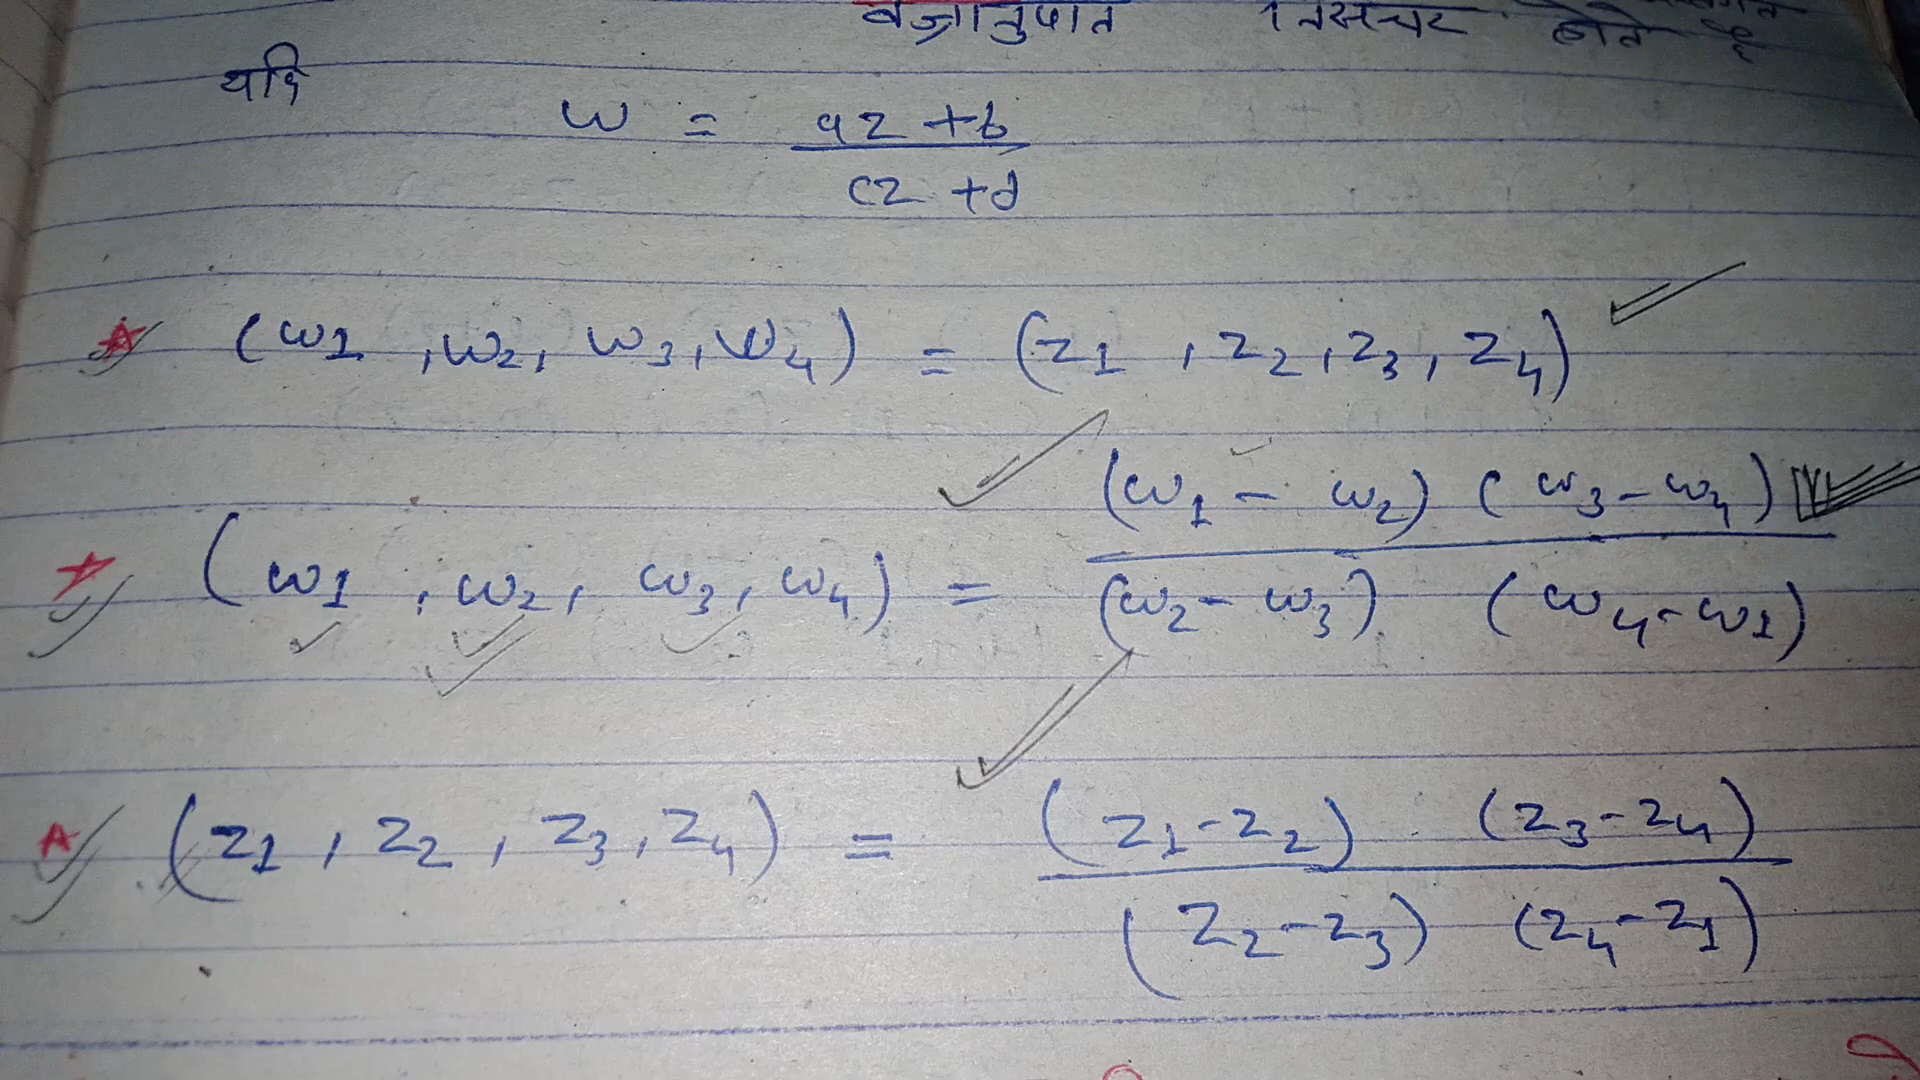 वज्रानुपात निश्चर होते है
यदि
w = az + b
cz + d
(w1 , w2, w3, w4) = (z1 , z2, z3, z4)
(w1 - w2) (w3 - w4)
(w1 , w2, w3, w4) =
(w2 - w3) (w4 - w1)
(z1 - z2) (z3 - z4)
(z1 , z2 , z3, z4) =
(z2 - z3) (z4 - z1)